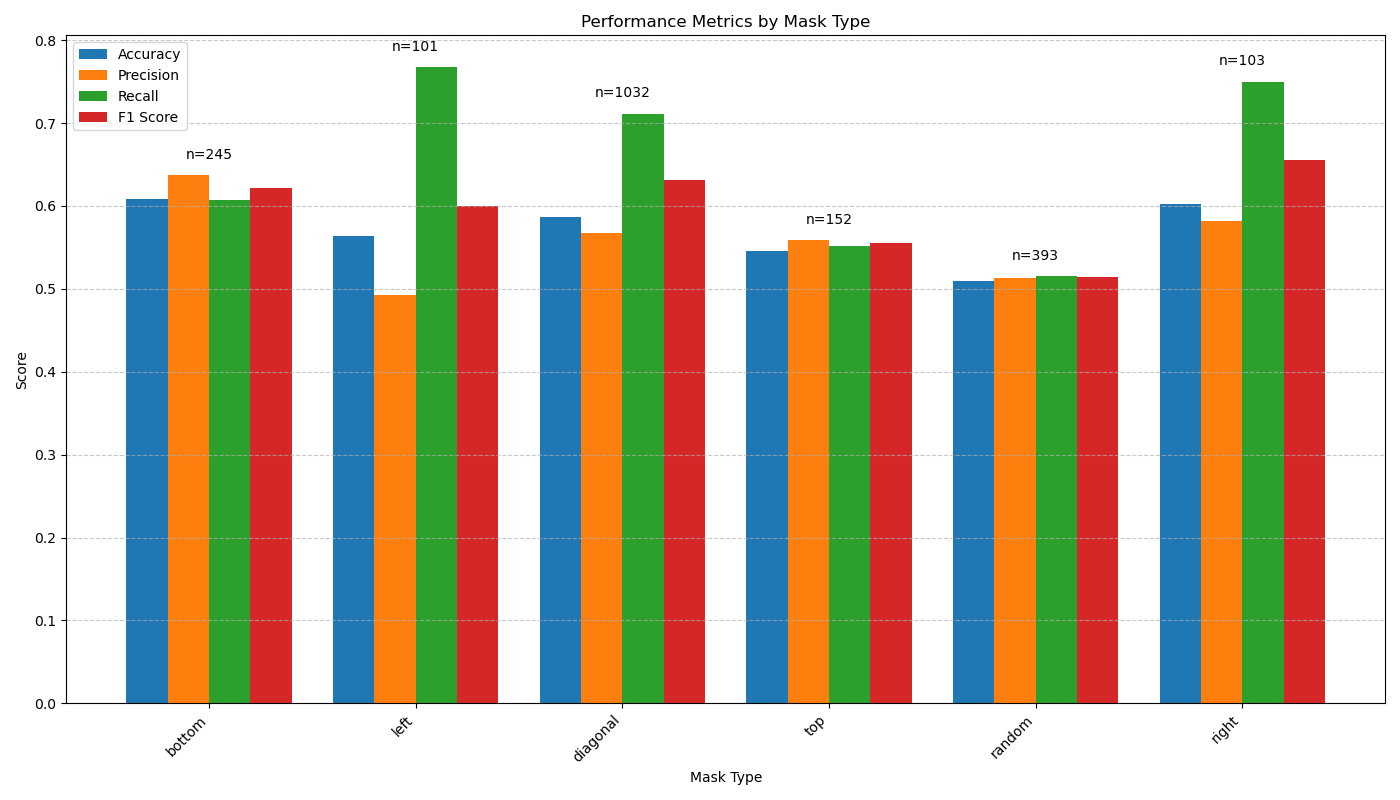 Performance Metrics by Mask Type
Accuracy
Precision
Recall
F1 Score
n=245
n=101
n=1032
n=152
n=393
n=103
Score
0.8
0.7
0.6
0.5
0.4
0.3
0.2
0.1
0.0
bottom
left
diagonal
top
random
right
Mask Type